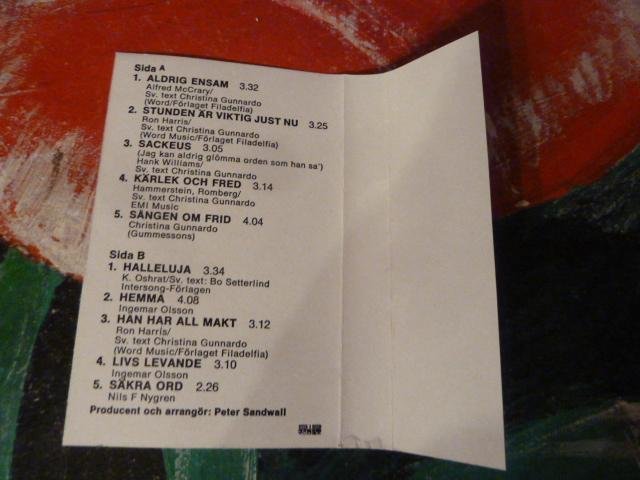 Sida A
1. ALDRIG ENSAM 3.32
Alfred McCrary/
Sv. text Christina Gunnardo
(Word/Förlaget Filadelfia)
2. STUNDEN ÄR VIKTIG JUST NU 3.25
Ron Harris/
Sv. text Christina Gunnardo
(Word Music/Förlaget Filadelfia)
3. SACKEUS 3.05
(Jag kan aldrig glömma orden som han sa')
Hank Williams/
Sv. text Christina Gunnardo
4. KÄRLEK OCH FRED 3.14
Hammerstein, Romberg/
Sv. text Christina Gunnardo
EMI Music
5. SÅNGEN OM FRID 4.04
Christina Gunnardo
(Gummessons)
Sida B
1. HALLELUJA 3.34
K. Oshrat/Sv. text: Bo Setterlind
Intersong-Förlagen
2. HEMMA 4.08
Ingemar Olsson
3. HAN HAR ALL MAKT 3.12
Ron Harris/
Sv. text Christina Gunnardo
(Word Music/Förlaget Filadelfia)
4. LIVS LEVANDE 3.10
Ingemar Olsson
5. SÄKRA ORD 2.26
Nils F Nygren
Producent och arrangör: Peter Sandwall